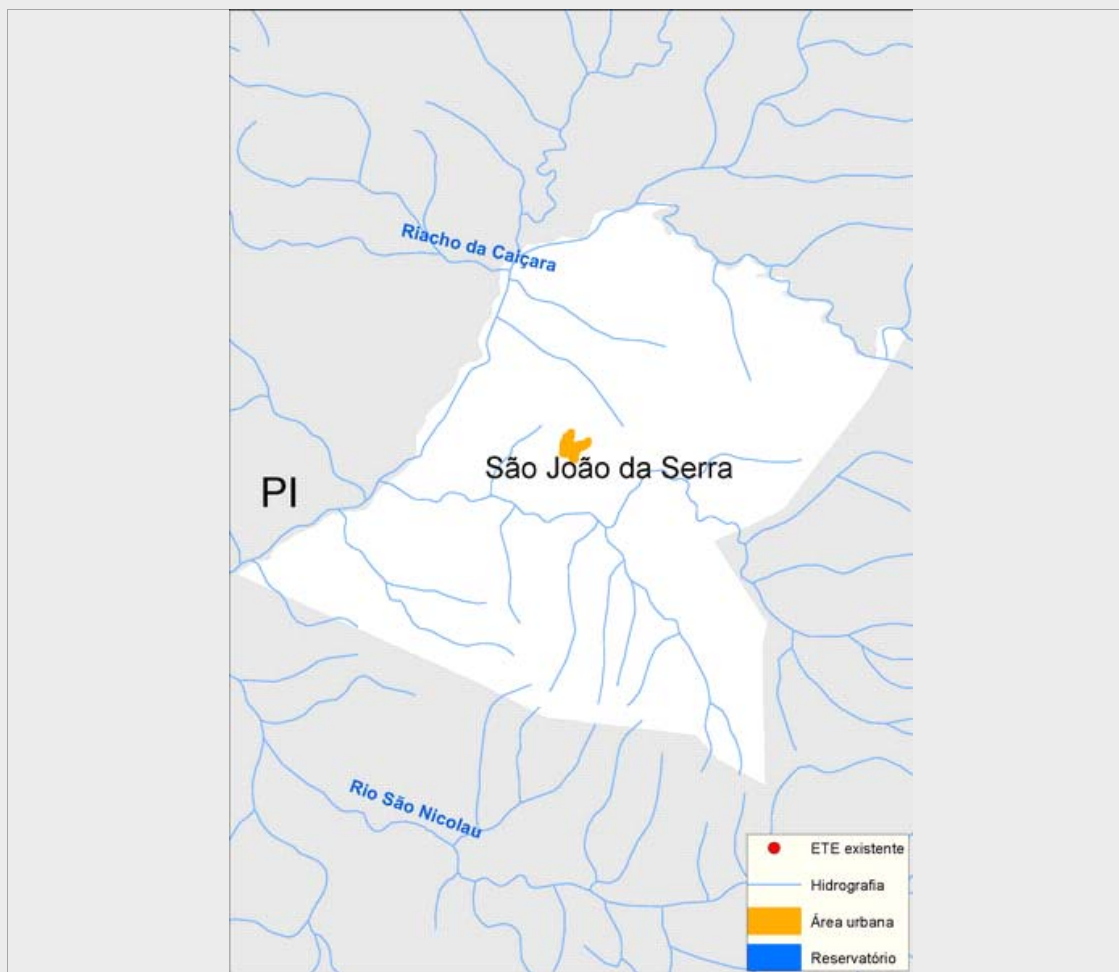 Riacho da Caiçara
São João da Serra
PI
Rio São Nicolau
ETE existente
Hidrografia
Área urbana
Reservatório